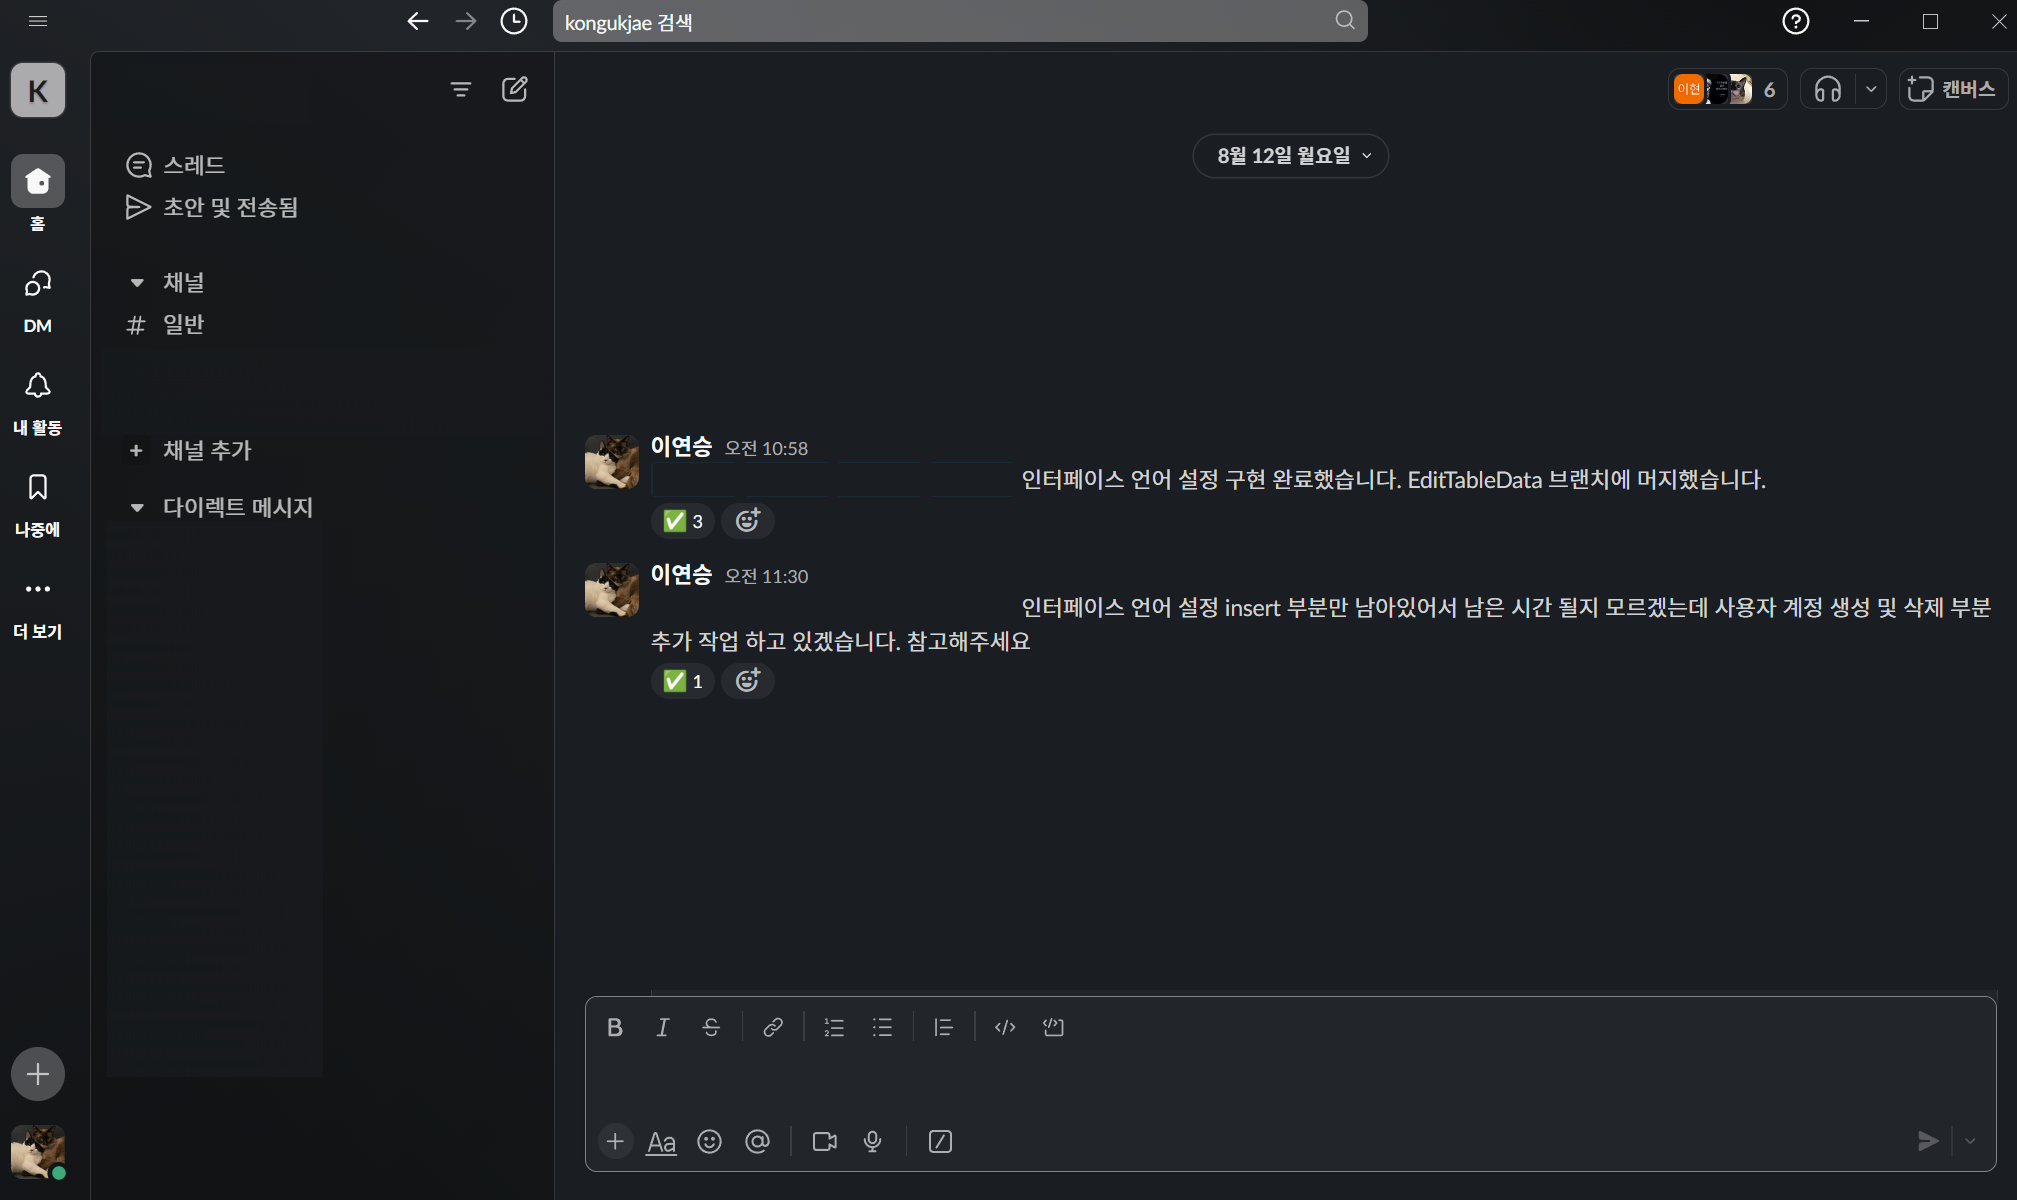 kongukjae 검색
K
홈
DM
내 활동
나중에
더 보기
스레드
초안 및 전송됨
채널
# 일반
+ 채널 추가
다이렉트 메시지
이현
6
캔버스
8월 12일 월요일
이연승 오전 10:58
인터페이스 언어 설정 구현 완료했습니다. EditTableData 브랜치에 머지했습니다.
3
이연승 오전 11:30
인터페이스 언어 설정 insert 부분만 남아있어서 남은 시간 될지 모르겠는데 사용자 계정 생성 및 삭제 부분
추가 작업 하고 있겠습니다. 참고해주세요
1
B I S
Aa @